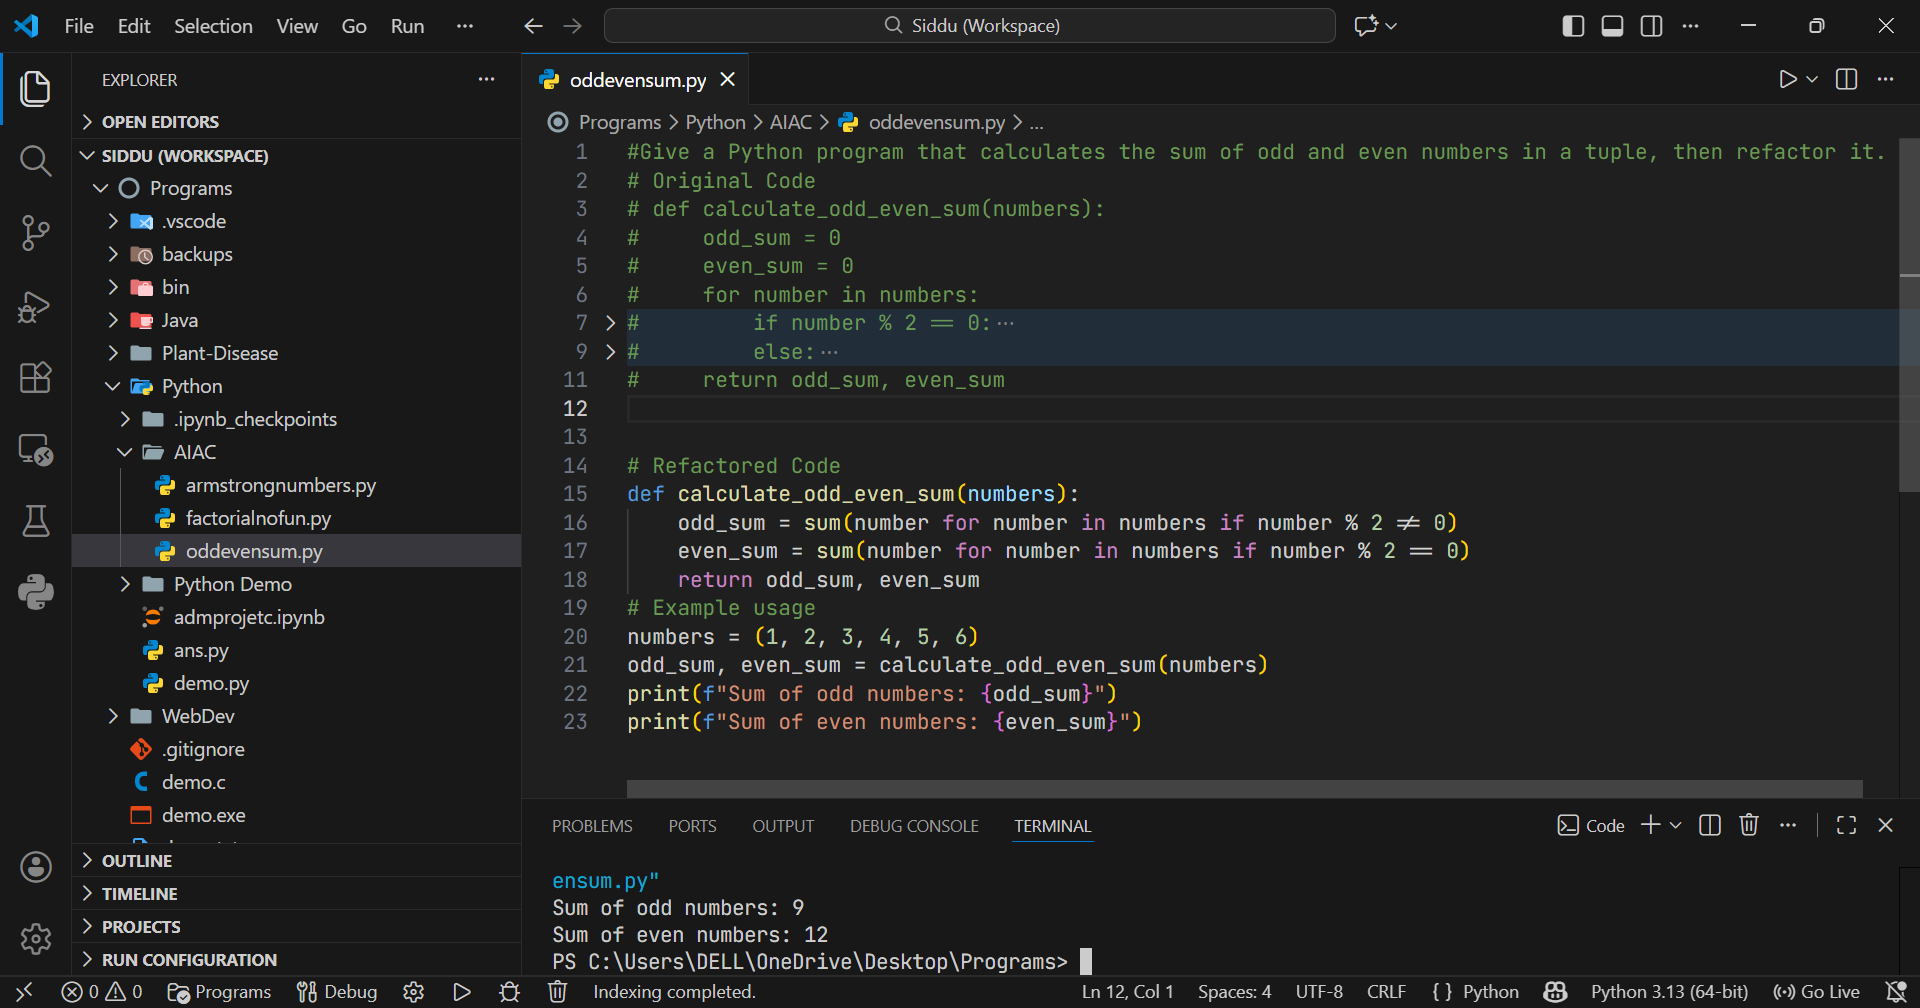 File Edit Selection View Go Run ··· Siddu (Workspace)
EXPLORER ···
OPEN EDITORS
SIDDU (WORKSPACE)
Programs
.vscode
backups
bin
Java
Plant-Disease
Python
.ipynb_checkpoints
AIAC
armstrongnumbers.py
factorialnofun.py
oddevensum.py
Python Demo
admprojetc.ipynb
ans.py
demo.py
WebDev
.gitignore
demo.c
demo.exe
OUTLINE
TIMELINE
PROJECTS
RUN CONFIGURATION
oddevensum.py
Programs > Python > AIAC > oddevensum.py > ...
1 #Give a Python program that calculates the sum of odd and even numbers in a tuple, then refactor it.
2 # Original Code
3 # def calculate_odd_even_sum(numbers):
4 #     odd_sum = 0
5 #     even_sum = 0
6 #     for number in numbers:
7 > #         if number % 2 == 0:···
9 > #         else:···
11 #     return odd_sum, even_sum
12
13
14 # Refactored Code
15 def calculate_odd_even_sum(numbers):
16     odd_sum = sum(number for number in numbers if number % 2 ≠ 0)
17     even_sum = sum(number for number in numbers if number % 2 == 0)
18     return odd_sum, even_sum
19 # Example usage
20 numbers = (1, 2, 3, 4, 5, 6)
21 odd_sum, even_sum = calculate_odd_even_sum(numbers)
22 print(f"Sum of odd numbers: {odd_sum}")
23 print(f"Sum of even numbers: {even_sum}")
PROBLEMS PORTS OUTPUT DEBUG CONSOLE TERMINAL Code
ensum.py"
Sum of odd numbers: 9
Sum of even numbers: 12
PS C:\Users\DELL\OneDrive\Desktop\Programs>
0 0 Programs Debug Indexing completed. Ln 12, Col 1 Spaces: 4 UTF-8 CRLF { } Python Python 3.13 (64-bit) Go Live